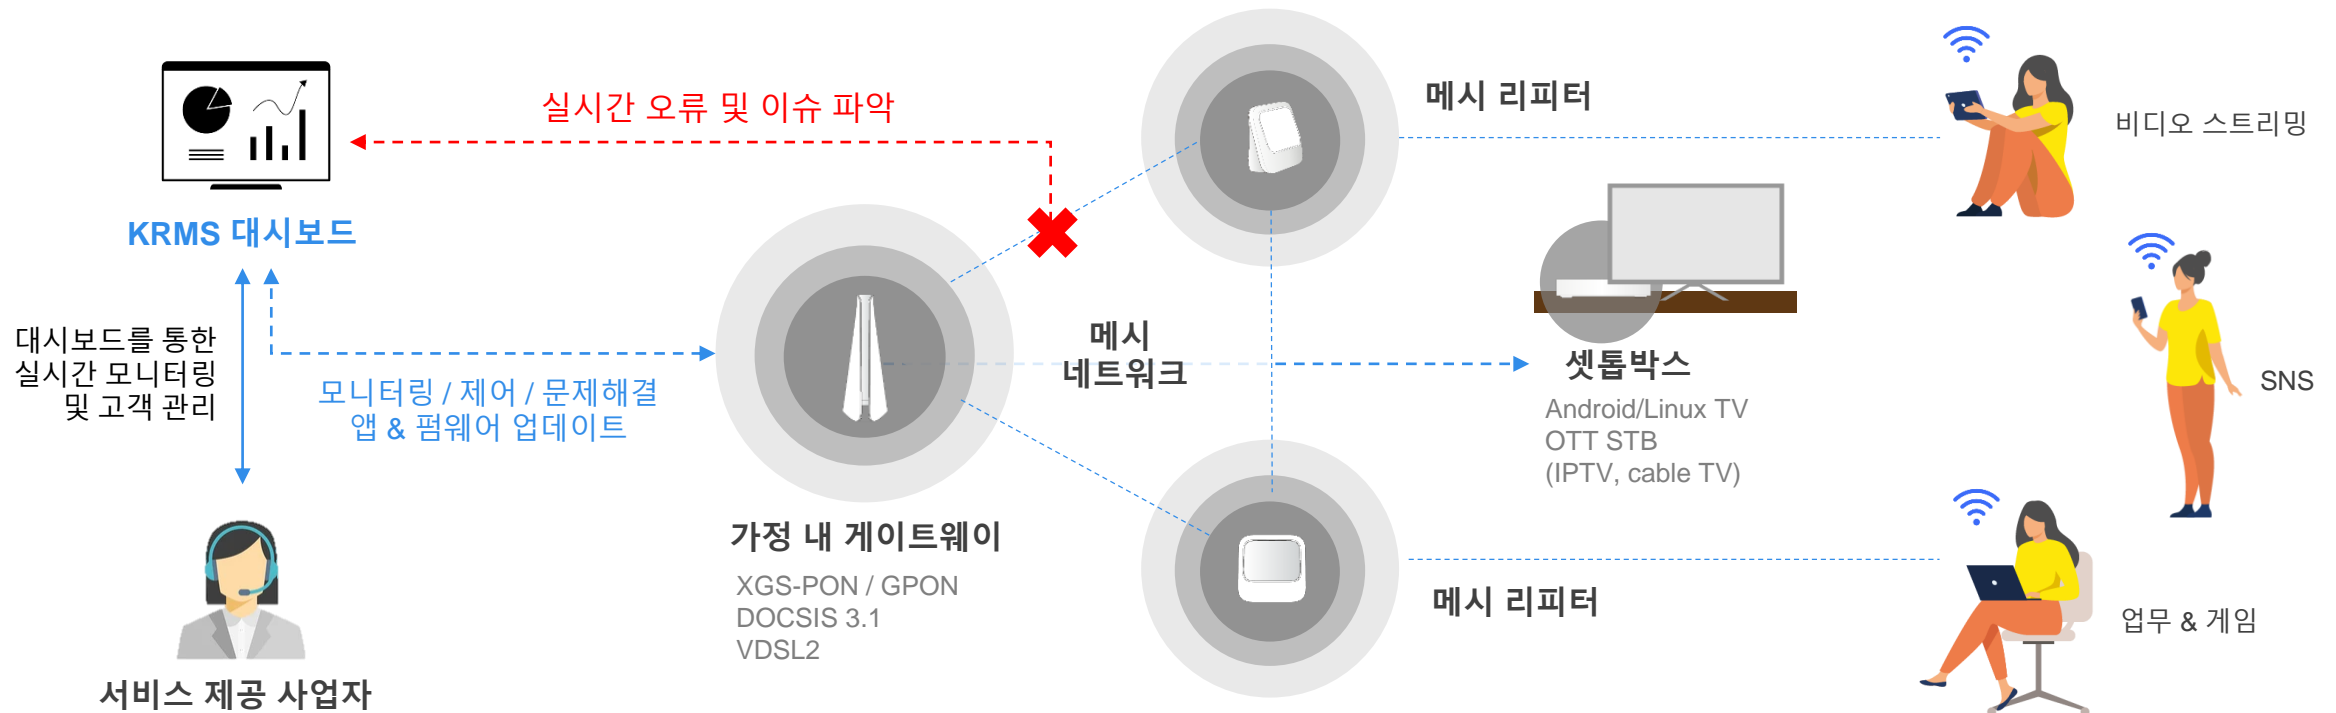 실시간 오류 및 이슈 파악
KRMS 대시보드
대시보드를 통한
실시간 모니터링
및 고객 관리
모니터링 / 제어 / 문제해결
앱 & 펌웨어 업데이트
서비스 제공 사업자
가정 내 게이트웨이
XGS-PON / GPON
DOCSIS 3.1
VDSL2
메시
네트워크
메시 리피터
셋톱박스
Android/Linux TV
OTT STB
(IPTV, cable TV)
메시 리피터
비디오 스트리밍
SNS
업무 & 게임